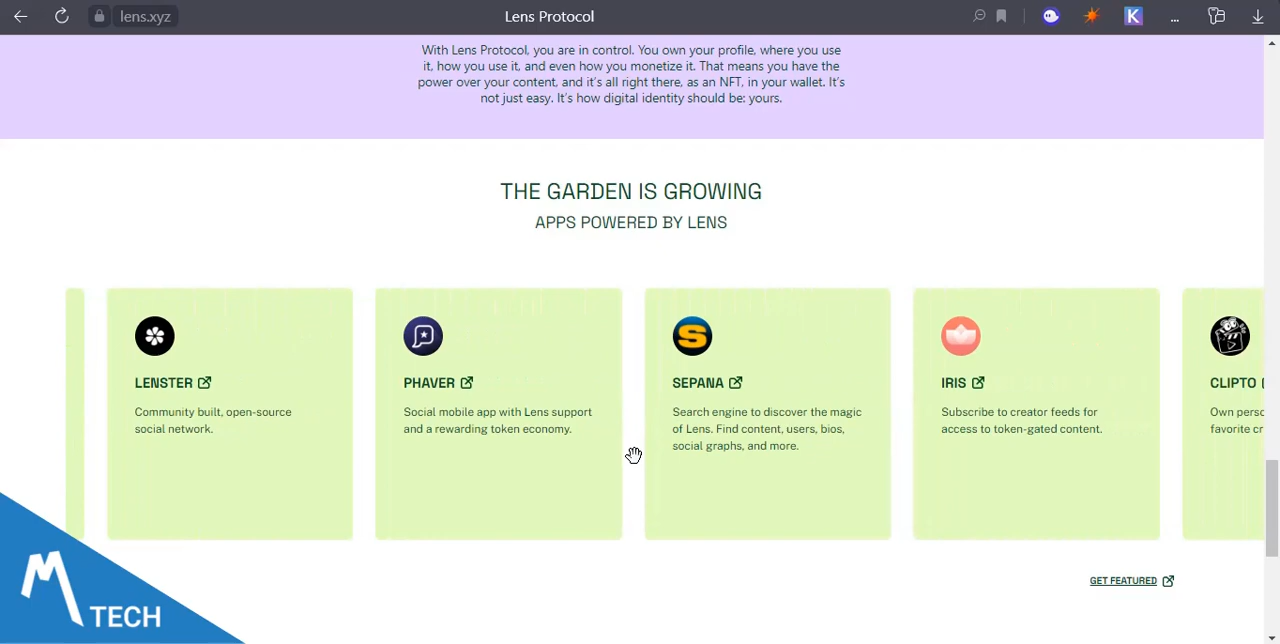 lens.xyz
Lens Protocol
K
...
With Lens Protocol, you are in control. You own your profile, where you use
it, how you use it, and even how you monetize it. That means you have the
power over your content, and it's all right there, as an NFT, in your wallet. It's
not just easy. It's how digital identity should be: yours.
THE GARDEN IS GROWING
APPS POWERED BY LENS
S
LENSTER
Community built, open-source
social network.
PHAVER
Social mobile app with Lens support
and a rewarding token economy.
SEPANA
Search engine to discover the magic
of Lens. Find content, users, bios,
social graphs, and more.
IRIS
Subscribe to creator feeds for
access to token-gated content.
CLIPTO
Own perso
favorite cr
GET FEATURED
M TECH